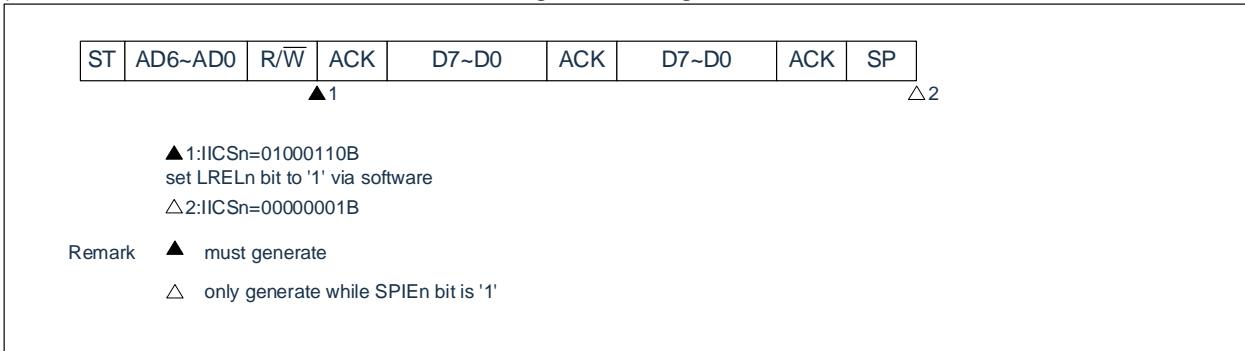 ST AD6~AD0 R/W̅ ACK D7~D0 ACK D7~D0 ACK SP
▲1 △2
▲1:IICSn=01000110B
set LRELn bit to '1' via software
△2:IICSn=00000001B
Remark ▲ must generate
△ only generate while SPIEn bit is '1'